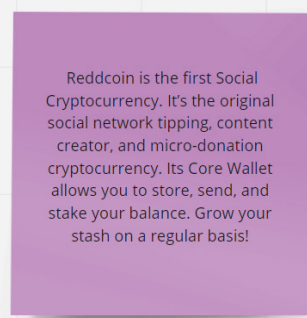 Reddcoin is the first Social
Cryptocurrency. It’s the original
social network tipping, content
creator, and micro-donation
cryptocurrency. Its Core Wallet
allows you to store, send, and
stake your balance. Grow your
stash on a regular basis!